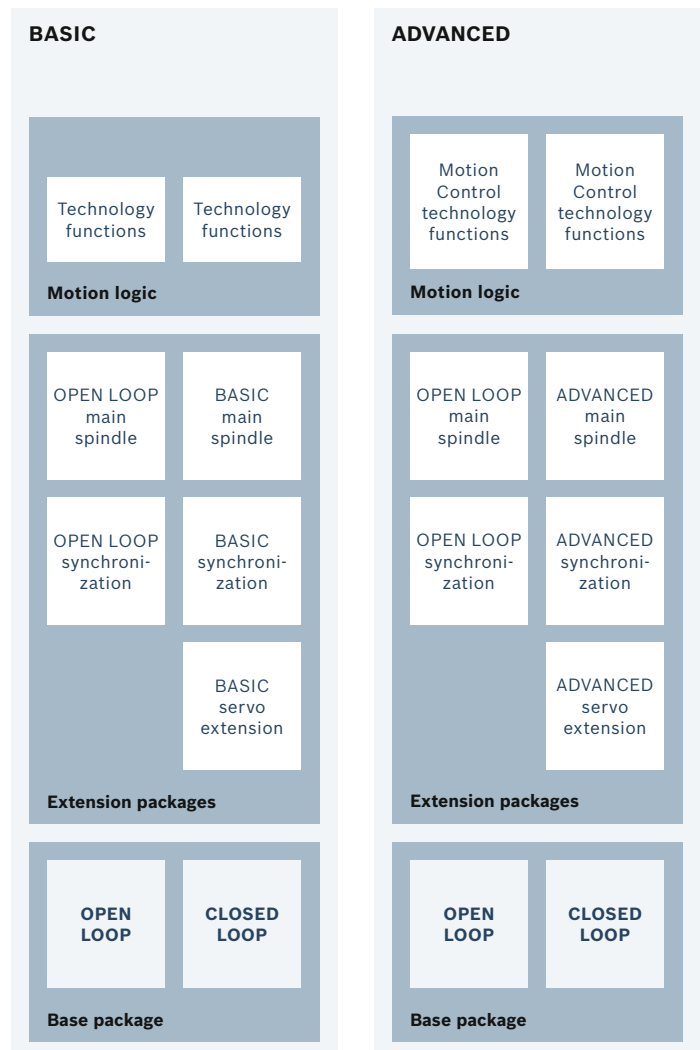 BASIC
Technology
functions
Technology
functions
Motion logic
OPEN LOOP
main
spindle
BASIC
main
spindle
OPEN LOOP
synchroni-
zation
BASIC
synchroni-
zation
BASIC
servo
extension
Extension packages
OPEN
LOOP
CLOSED
LOOP
Base package
ADVANCED
Motion
Control
technology
functions
Motion
Control
technology
functions
Motion logic
OPEN LOOP
main
spindle
ADVANCED
main
spindle
OPEN LOOP
synchroni-
zation
ADVANCED
synchroni-
zation
ADVANCED
servo
extension
Extension packages
OPEN
LOOP
CLOSED
LOOP
Base package